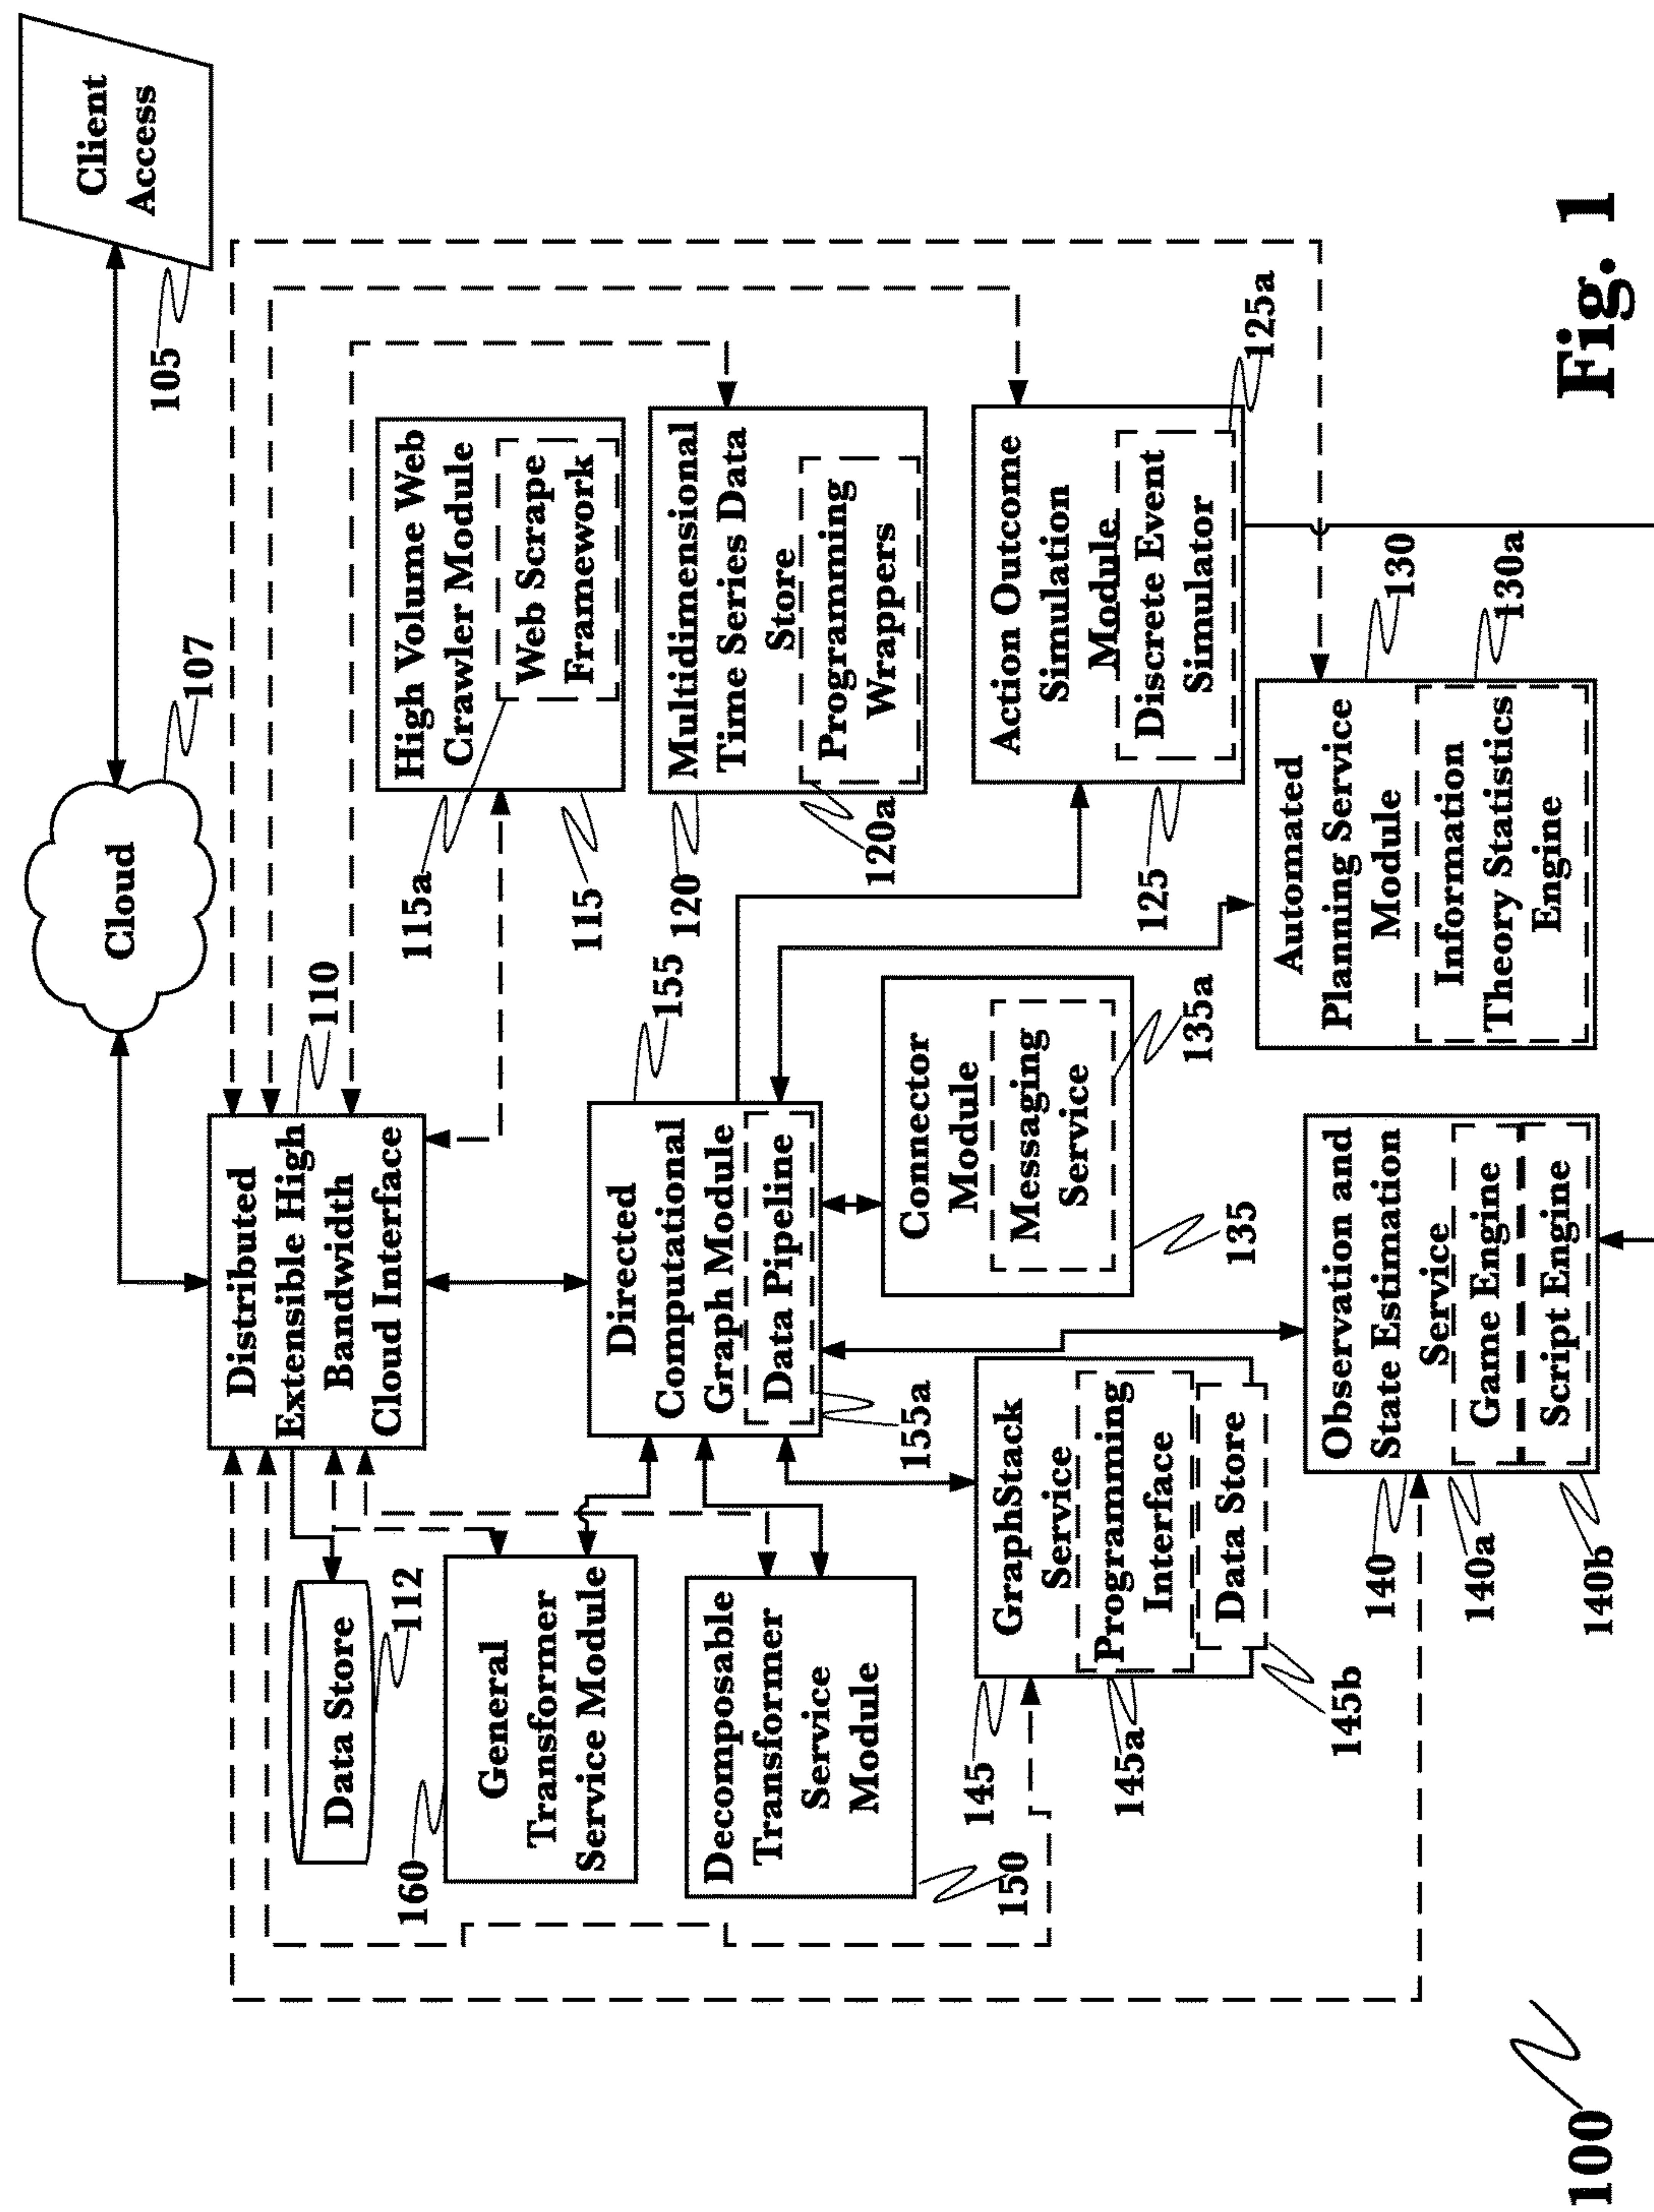 Client
Access
105
Cloud
107
Distributed
Extensible High
Bandwidth
Cloud Interface
110
Data Store
112
High Volume Web
Crawler Module
Web Scrape
Framework
115a
115
General
Transformer
Service Module
160
Directed
Computational
Graph Module
Data Pipeline
155
155a
Multidimensional
Time Series Data
Store
Programming
Wrappers
120
120a
Decomposable
Transformer
Service
Module
150
Connector
Module
Messaging
Service
135a
135
Action Outcome
Simulation
Module
Discrete Event
Simulator
125
125a
GraphStack
Service
Programming
Interface
Data Store
145
145a
145b
Observation and
State Estimation
Service
Game Engine
Script Engine
140
140a
140b
Automated
Planning Service
Module
Information
Theory Statistics
Engine
130
130a
100
Fig. 1